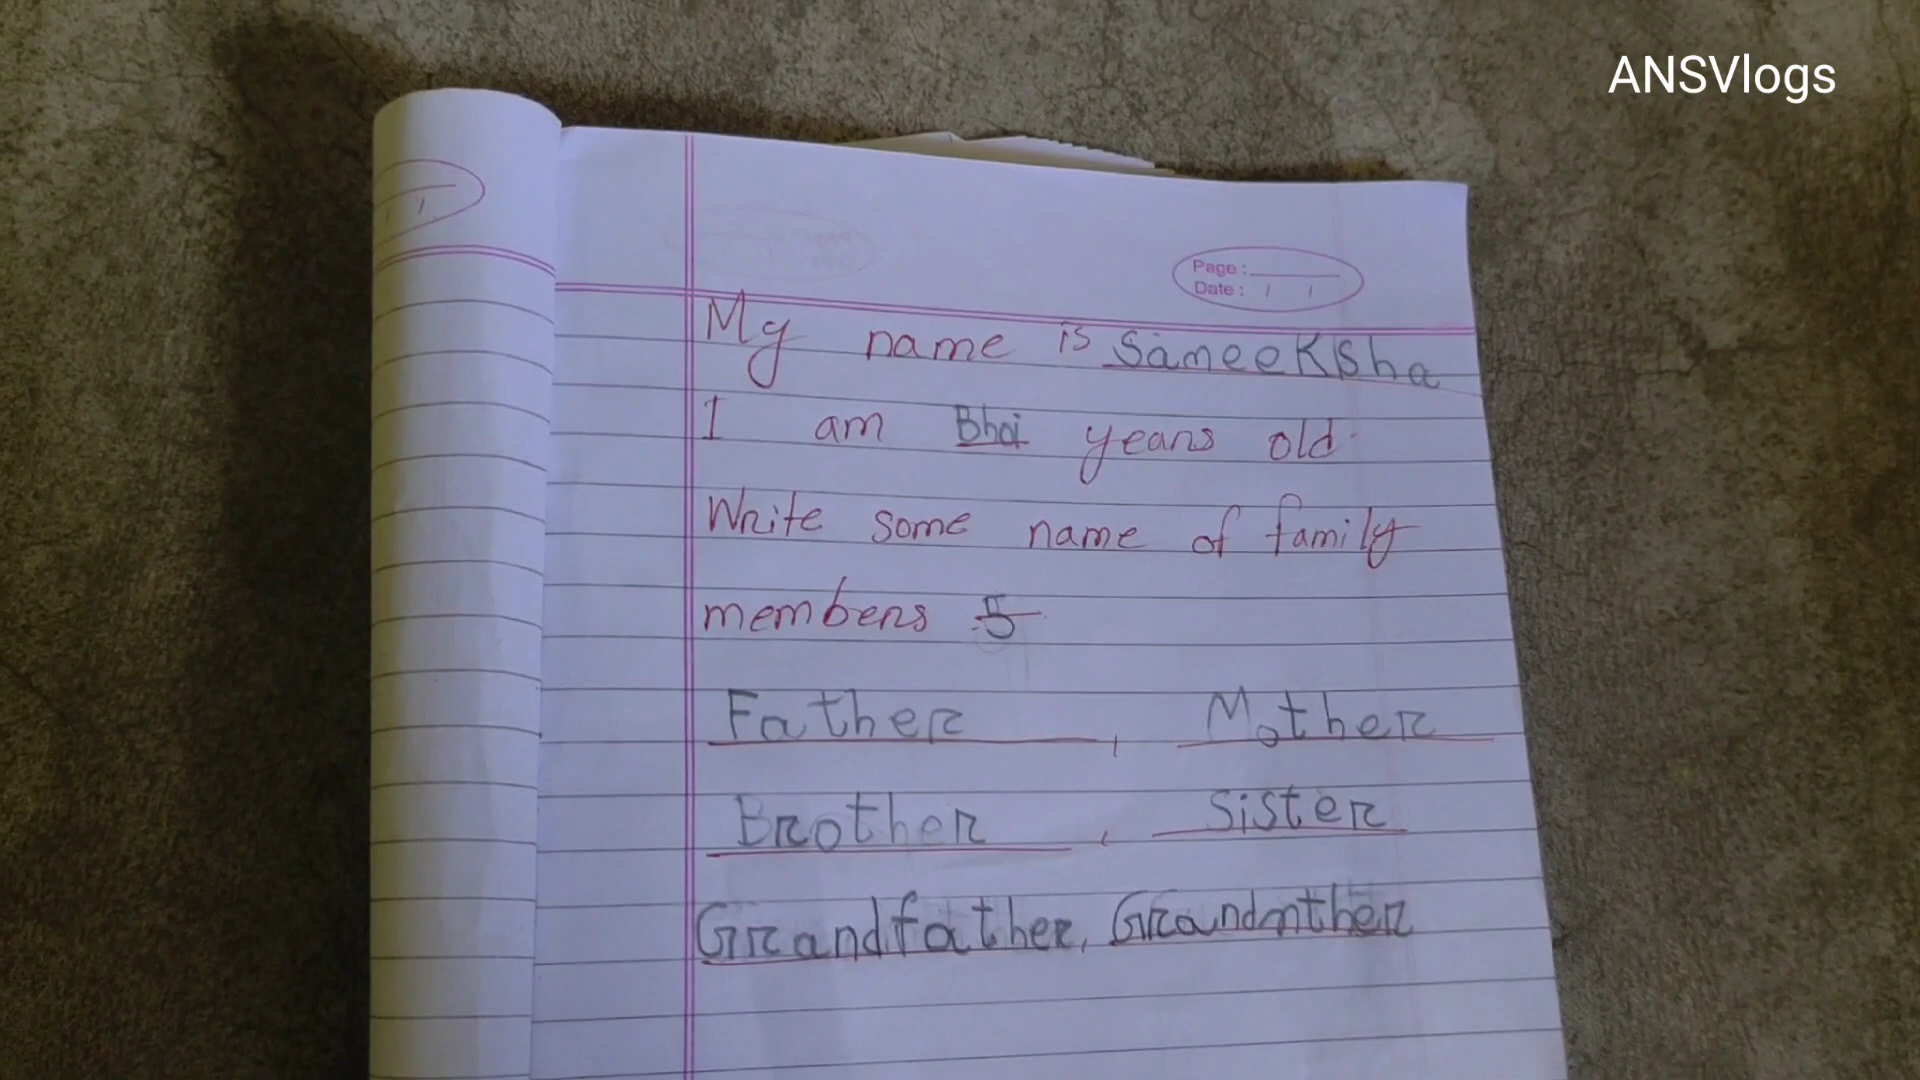 ANSVlogs
Page :
Date : / /
My name is SameeKsha
I am Bhoi years old.
Write some name of family
members 5
Father , Mother
Brother , Sister
Grandfather, Grandmther